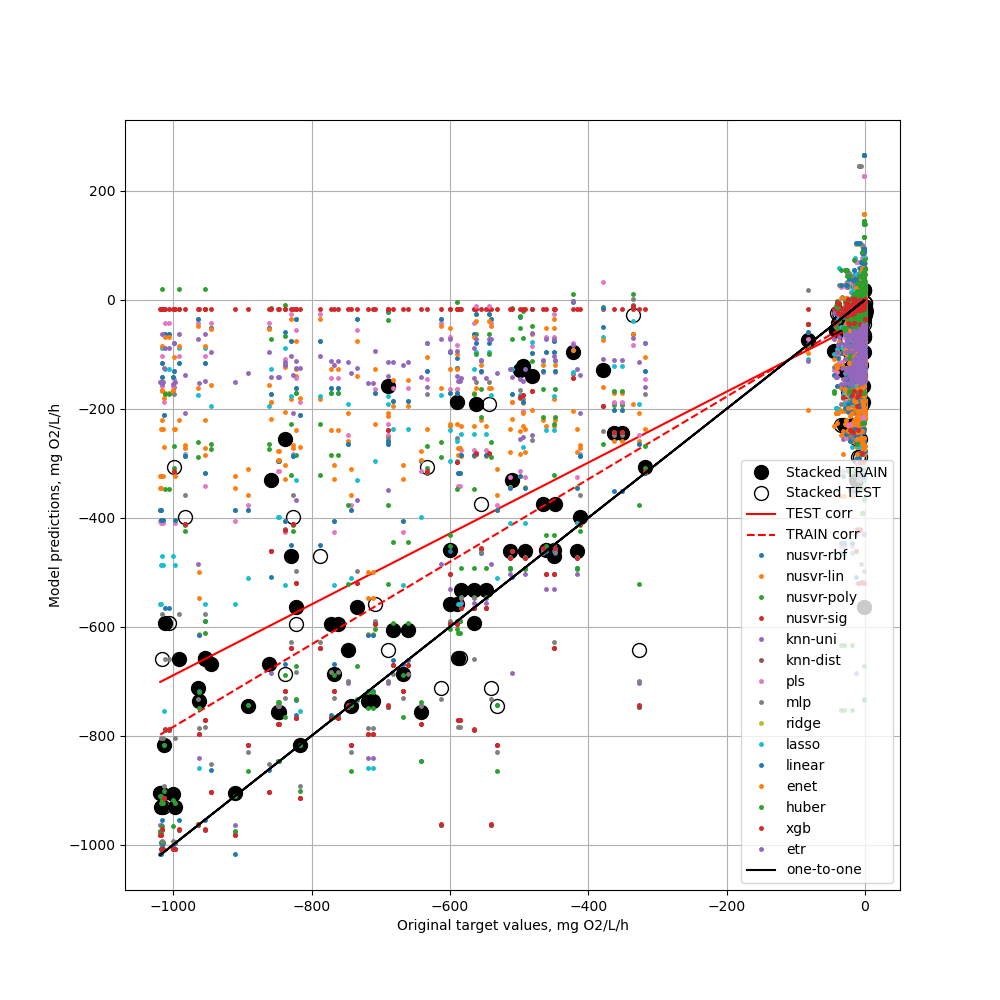 200
0
−200
−400
−600
−800
−1000
−1000
−800
−600
−400
−200
0
Model predictions, mg O2/L/h
Original target values, mg O2/L/h
Stacked TRAIN
Stacked TEST
TEST corr
TRAIN corr
nusvr-rbf
nusvr-lin
nusvr-poly
nusvr-sig
knn-uni
knn-dist
pls
mlp
ridge
lasso
linear
enet
huber
xgb
etr
one-to-one